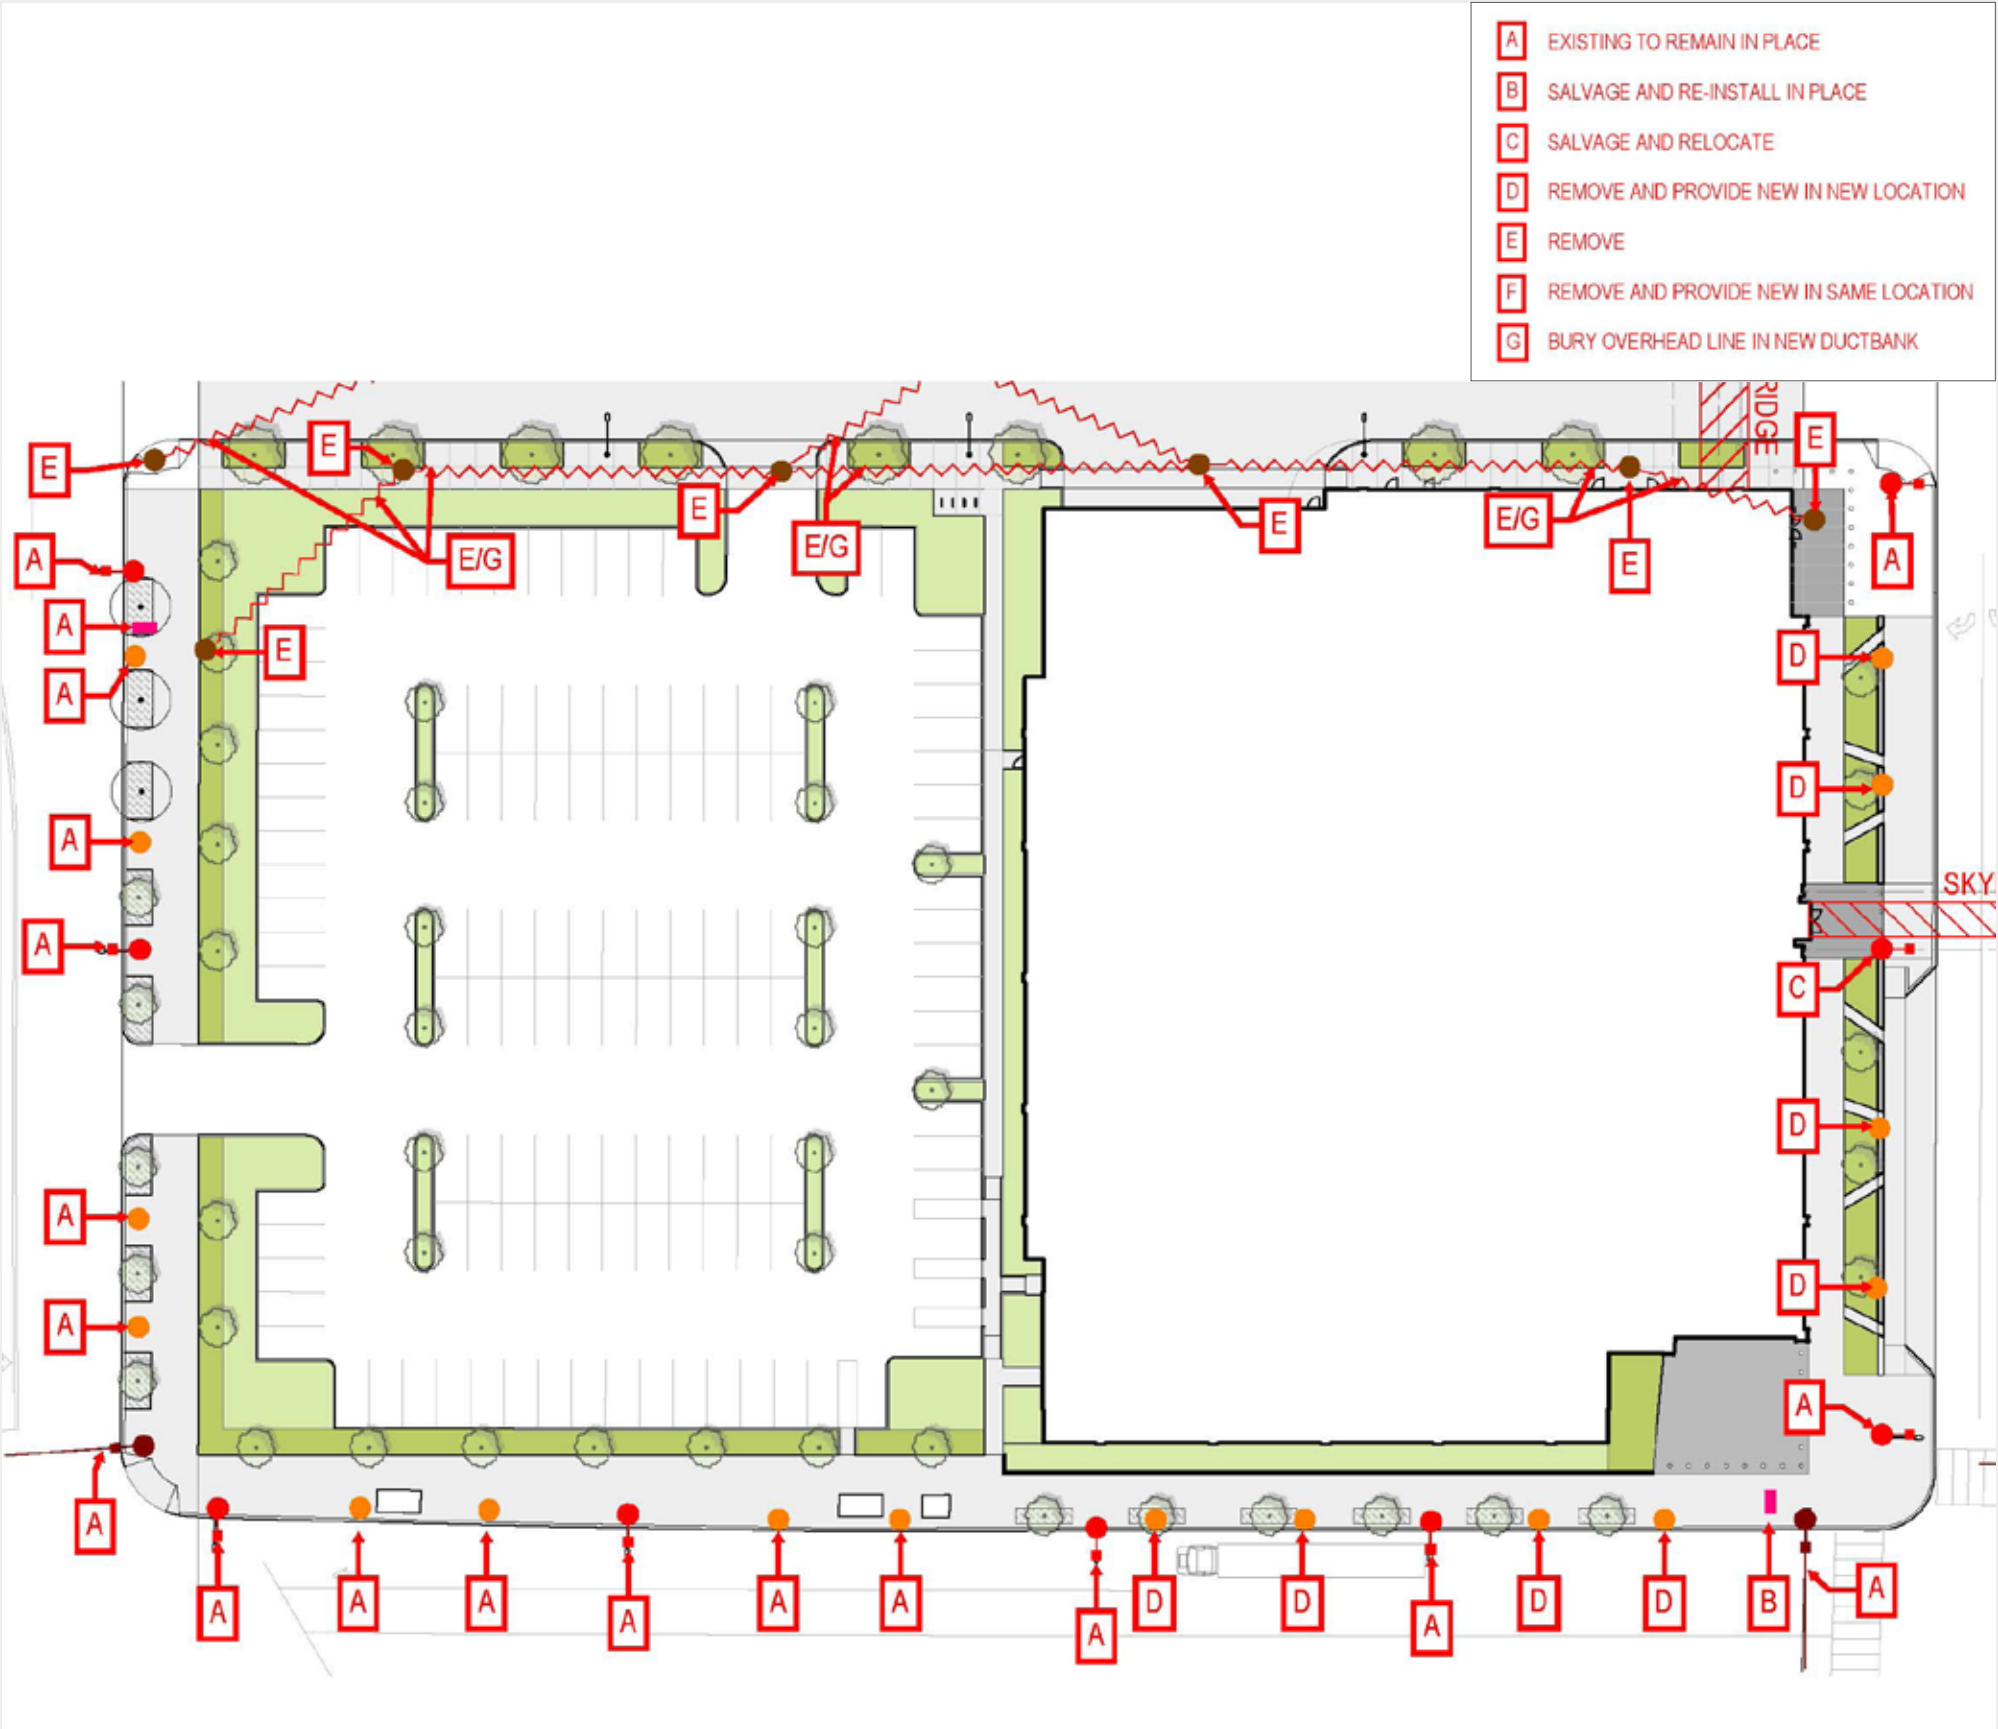 A EXISTING TO REMAIN IN PLACE
B SALVAGE AND RE-INSTALL IN PLACE
C SALVAGE AND RELOCATE
D REMOVE AND PROVIDE NEW IN NEW LOCATION
E REMOVE
F REMOVE AND PROVIDE NEW IN SAME LOCATION
G BURY OVERHEAD LINE IN NEW DUCTBANK
RIDGE
E
E
E
E
E/G
E/G
E
E/G
E
A
A
E/G
A
E
D
A
D
A
SKY
A
C
D
A
D
A
A
A
A
A
A
A
A
A
A
D
D
A
D
D
B
A